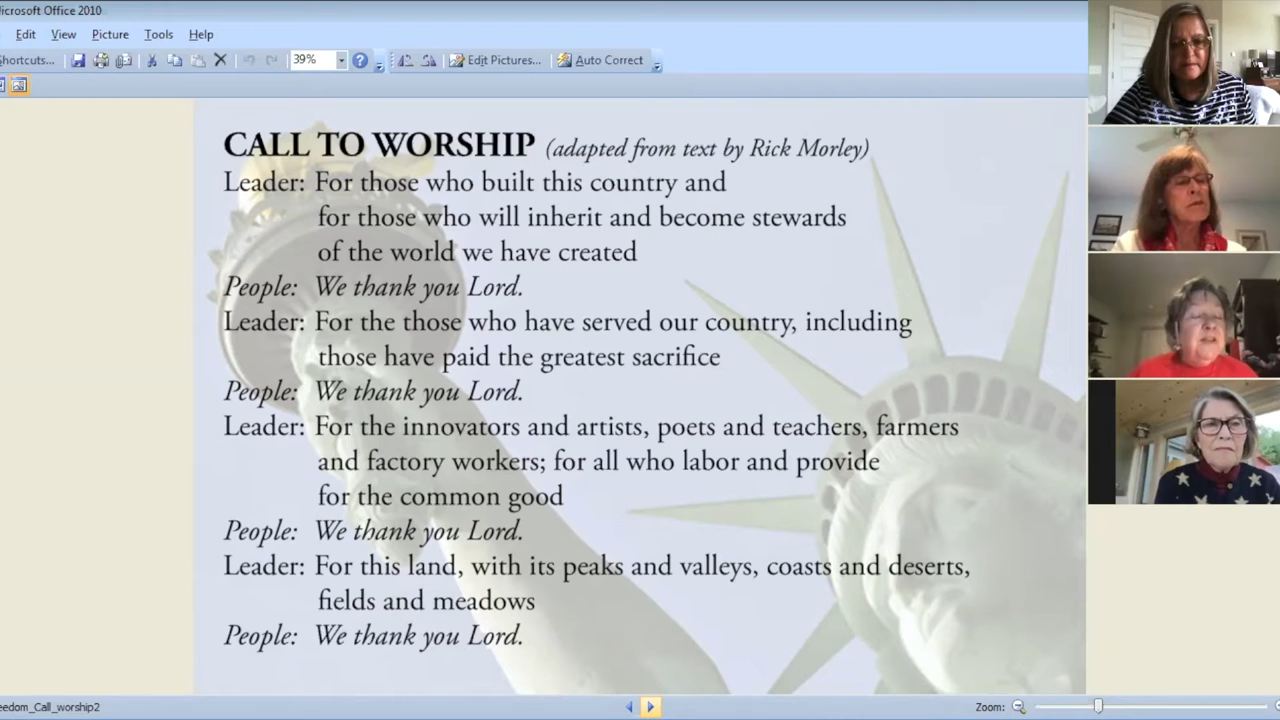 icrosoft Office 2010
Edit View Picture Tools Help
hortcuts... 39% Edit Pictures... Auto Correct
CALL TO WORSHIP (adapted from text by Rick Morley)
Leader: For those who built this country and
for those who will inherit and become stewards
of the world we have created
People: We thank you Lord.
Leader: For the those who have served our country, including
those have paid the greatest sacrifice
People: We thank you Lord.
Leader: For the innovators and artists, poets and teachers, farmers
and factory workers; for all who labor and provide
for the common good
People: We thank you Lord.
Leader: For this land, with its peaks and valleys, coasts and deserts,
fields and meadows
People: We thank you Lord.
eedom_Call_worship2 Zoom: